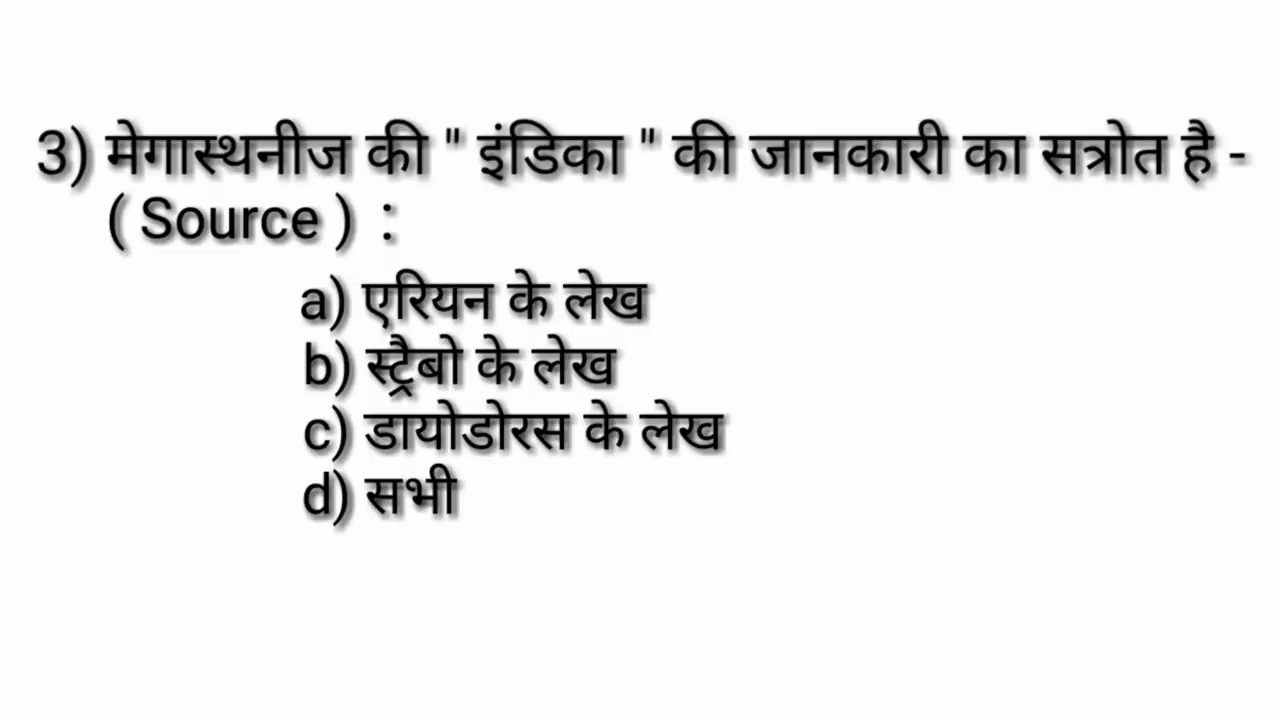 3) मेगास्थनीज की " इंडिका " की जानकारी का सत्रोत है -
( Source ) :
a) एरियन के लेख
b) स्ट्रैबो के लेख
c) डायोडोरस के लेख
d) सभी